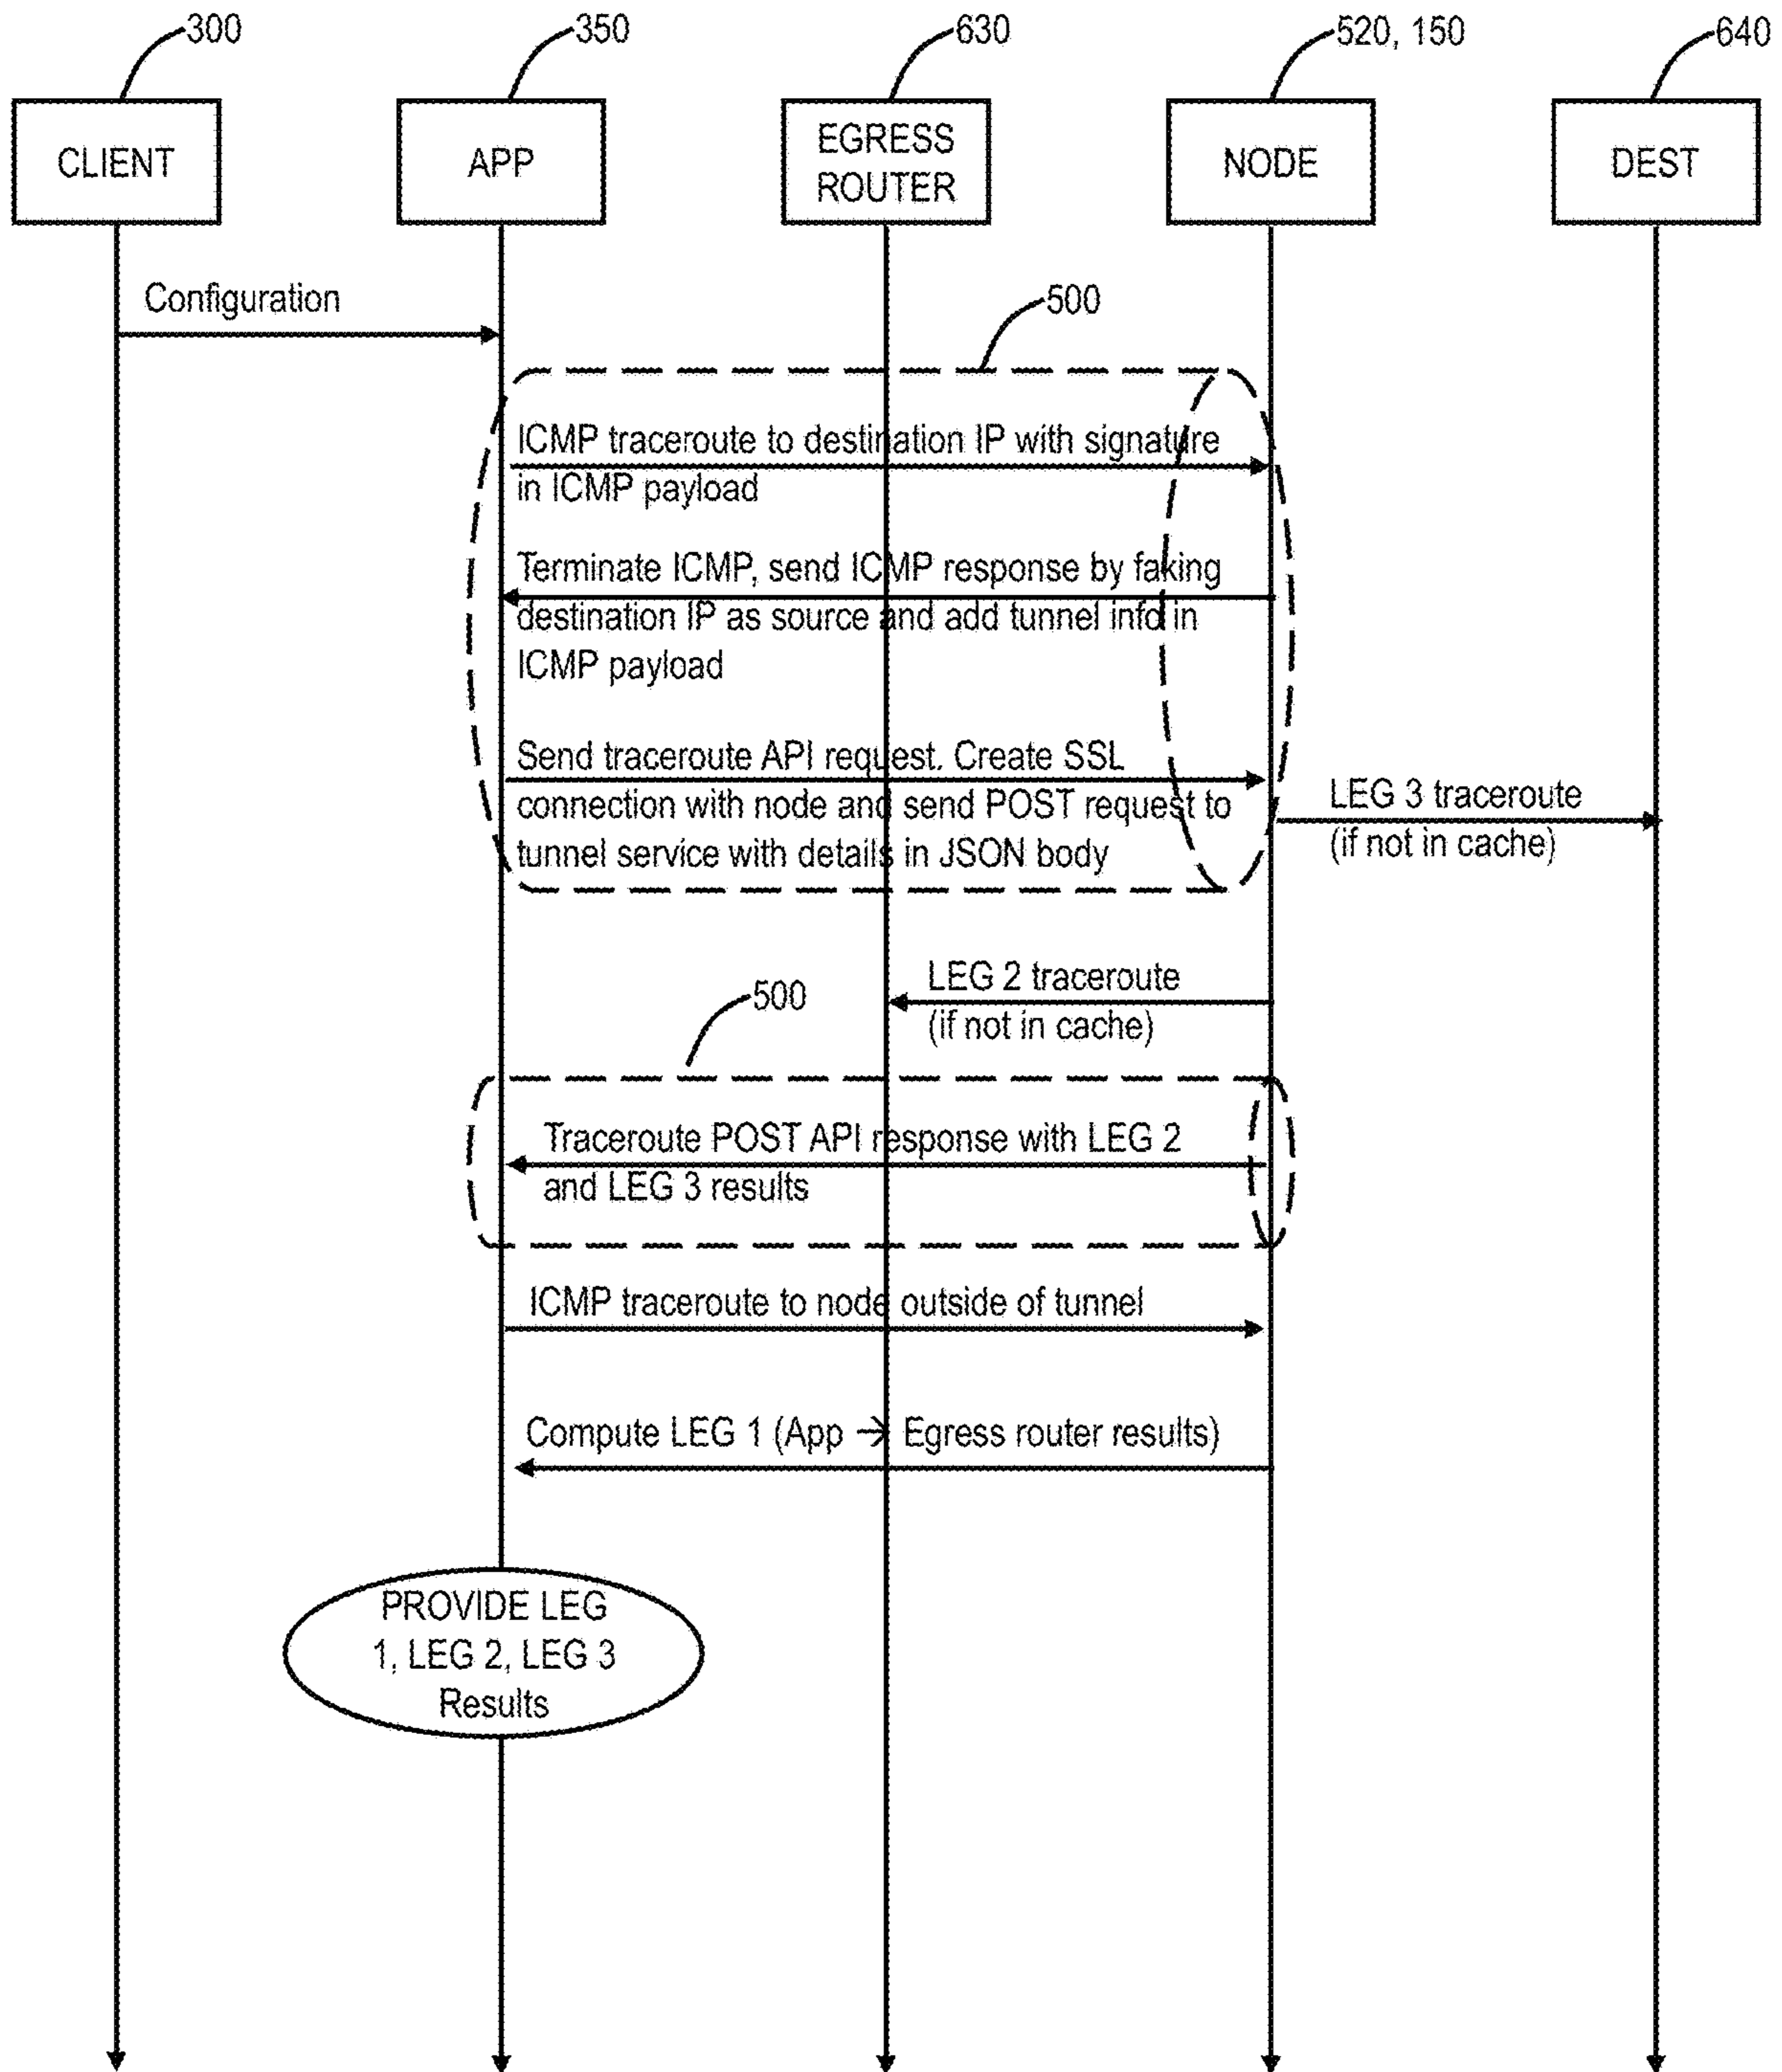 300
350
630
520, 150
640
CLIENT
APP
EGRESS
ROUTER
NODE
DEST
Configuration
500
ICMP traceroute to destination IP with signature
in ICMP payload
Terminate ICMP, send ICMP response by faking
destination IP as source and add tunnel info in
ICMP payload
Send traceroute API request. Create SSL
connection with node and send POST request to
tunnel service with details in JSON body
LEG 3 traceroute
(if not in cache)
LEG 2 traceroute
(if not in cache)
500
Traceroute POST API response with LEG 2
and LEG 3 results
ICMP traceroute to node outside of tunnel
Compute LEG 1 (App → Egress router results)
PROVIDE LEG
1, LEG 2, LEG 3
Results